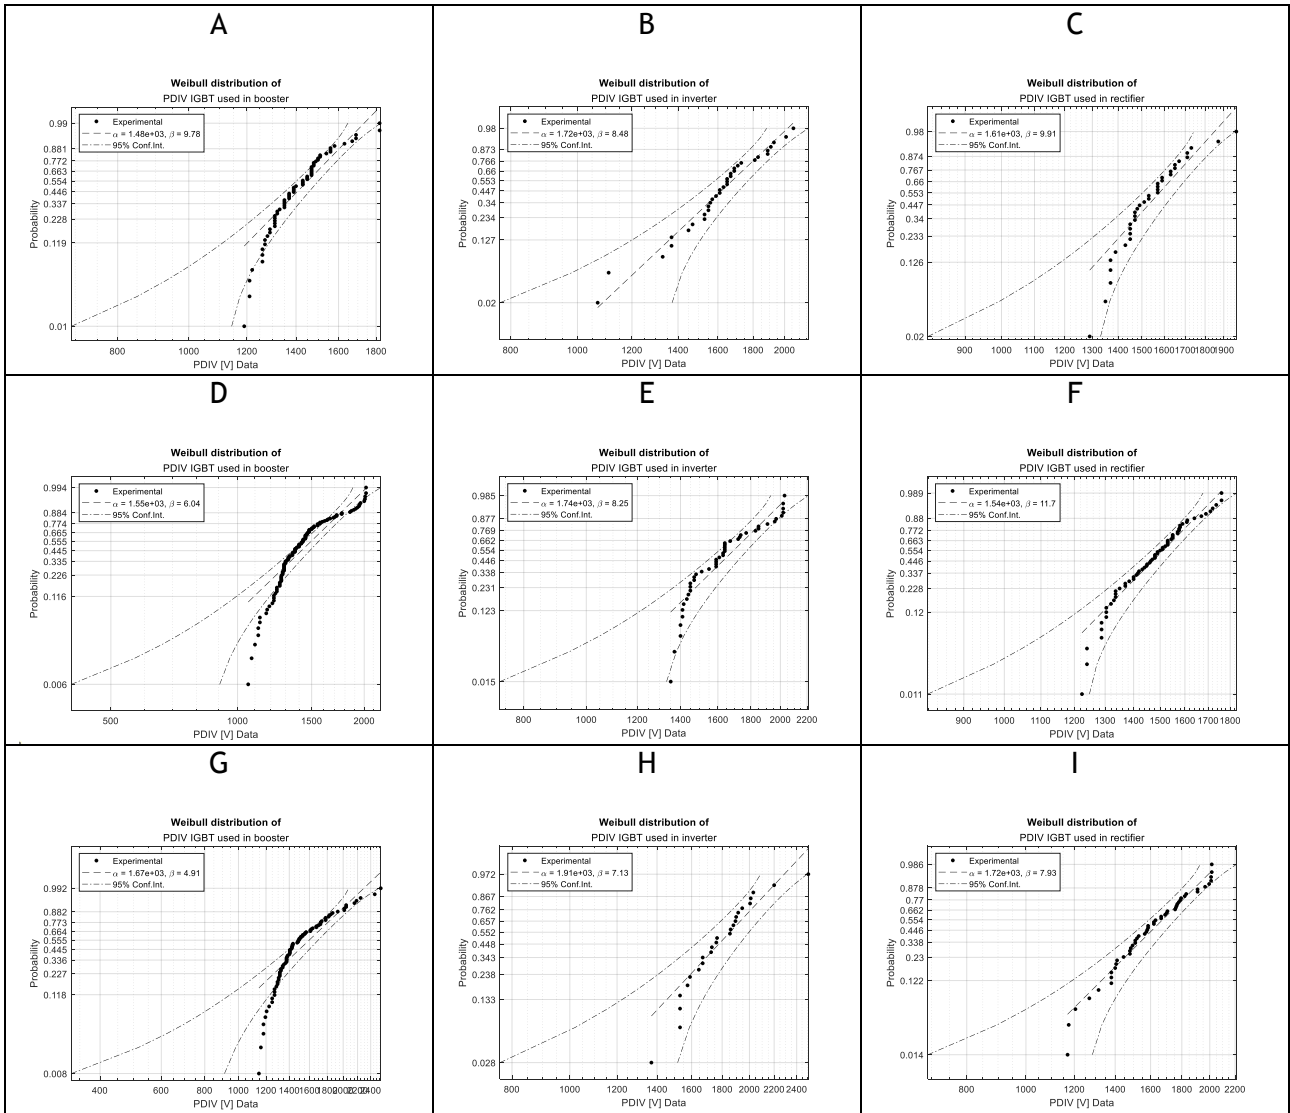 A
Weibull distribution of
PDIV IGBT used in booster
Experimental
α = 1.48e+03, β = 9.78
95% Conf.Int.
0.99
0.881
0.772
0.663
0.554
0.446
0.337
0.228
0.119
0.01
Probability
800 1000 1200 1400 1600 1800
PDIV [V] Data
B
Weibull distribution of
PDIV IGBT used in inverter
Experimental
α = 1.72e+03, β = 8.48
95% Conf.Int.
0.98
0.873
0.766
0.66
0.553
0.447
0.34
0.234
0.127
0.02
Probability
800 1000 1200 1400 1600 1800 2000
PDIV [V] Data
C
Weibull distribution of
PDIV IGBT used in rectifier
Experimental
α = 1.61e+03, β = 9.91
95% Conf.Int.
0.98
0.874
0.767
0.66
0.553
0.447
0.34
0.233
0.126
0.02
Probability
900 1000 1200 1300 1400 1500 1600 1700 1800 1900
PDIV [V] Data
D
Weibull distribution of
PDIV IGBT used in booster
Experimental
α = 1.55e+03, β = 6.04
95% Conf.Int.
0.994
0.884
0.774
0.665
0.555
0.445
0.335
0.226
0.116
0.006
Probability
500 1000 1500 2000
PDIV [V] Data
E
Weibull distribution of
PDIV IGBT used in inverter
Experimental
α = 1.74e+03, β = 8.25
95% Conf.Int.
0.985
0.877
0.769
0.662
0.554
0.446
0.338
0.231
0.123
0.015
Probability
800 1000 1200 1400 1600 1800 2000 2200
PDIV [V] Data
F
Weibull distribution of
PDIV IGBT used in rectifier
Experimental
α = 1.54e+03, β = 11.7
95% Conf.Int.
0.989
0.88
0.772
0.663
0.554
0.446
0.337
0.228
0.12
0.011
Probability
900 1000 1200 1300 1400 1500 1600 1700 1800
PDIV [V] Data
G
Weibull distribution of
PDIV IGBT used in booster
Experimental
α = 1.67e+03, β = 4.91
95% Conf.Int.
0.992
0.882
0.773
0.664
0.555
0.445
0.336
0.227
0.118
0.008
Probability
400 600 800 1000 1200 1400 1600 1800 2000 2200 2400
PDIV [V] Data
H
Weibull distribution of
PDIV IGBT used in inverter
Experimental
α = 1.91e+03, β = 7.13
95% Conf.Int.
0.972
0.867
0.762
0.657
0.552
0.448
0.343
0.238
0.133
0.028
Probability
800 1000 1200 1400 1600 1800 2000 2200 2400
PDIV [V] Data
I
Weibull distribution of
PDIV IGBT used in rectifier
Experimental
α = 1.72e+03, β = 7.93
95% Conf.Int.
0.986
0.878
0.77
0.662
0.554
0.446
0.338
0.23
0.122
0.014
Probability
800 1000 1200 1400 1600 1800 2000 2200
PDIV [V] Data